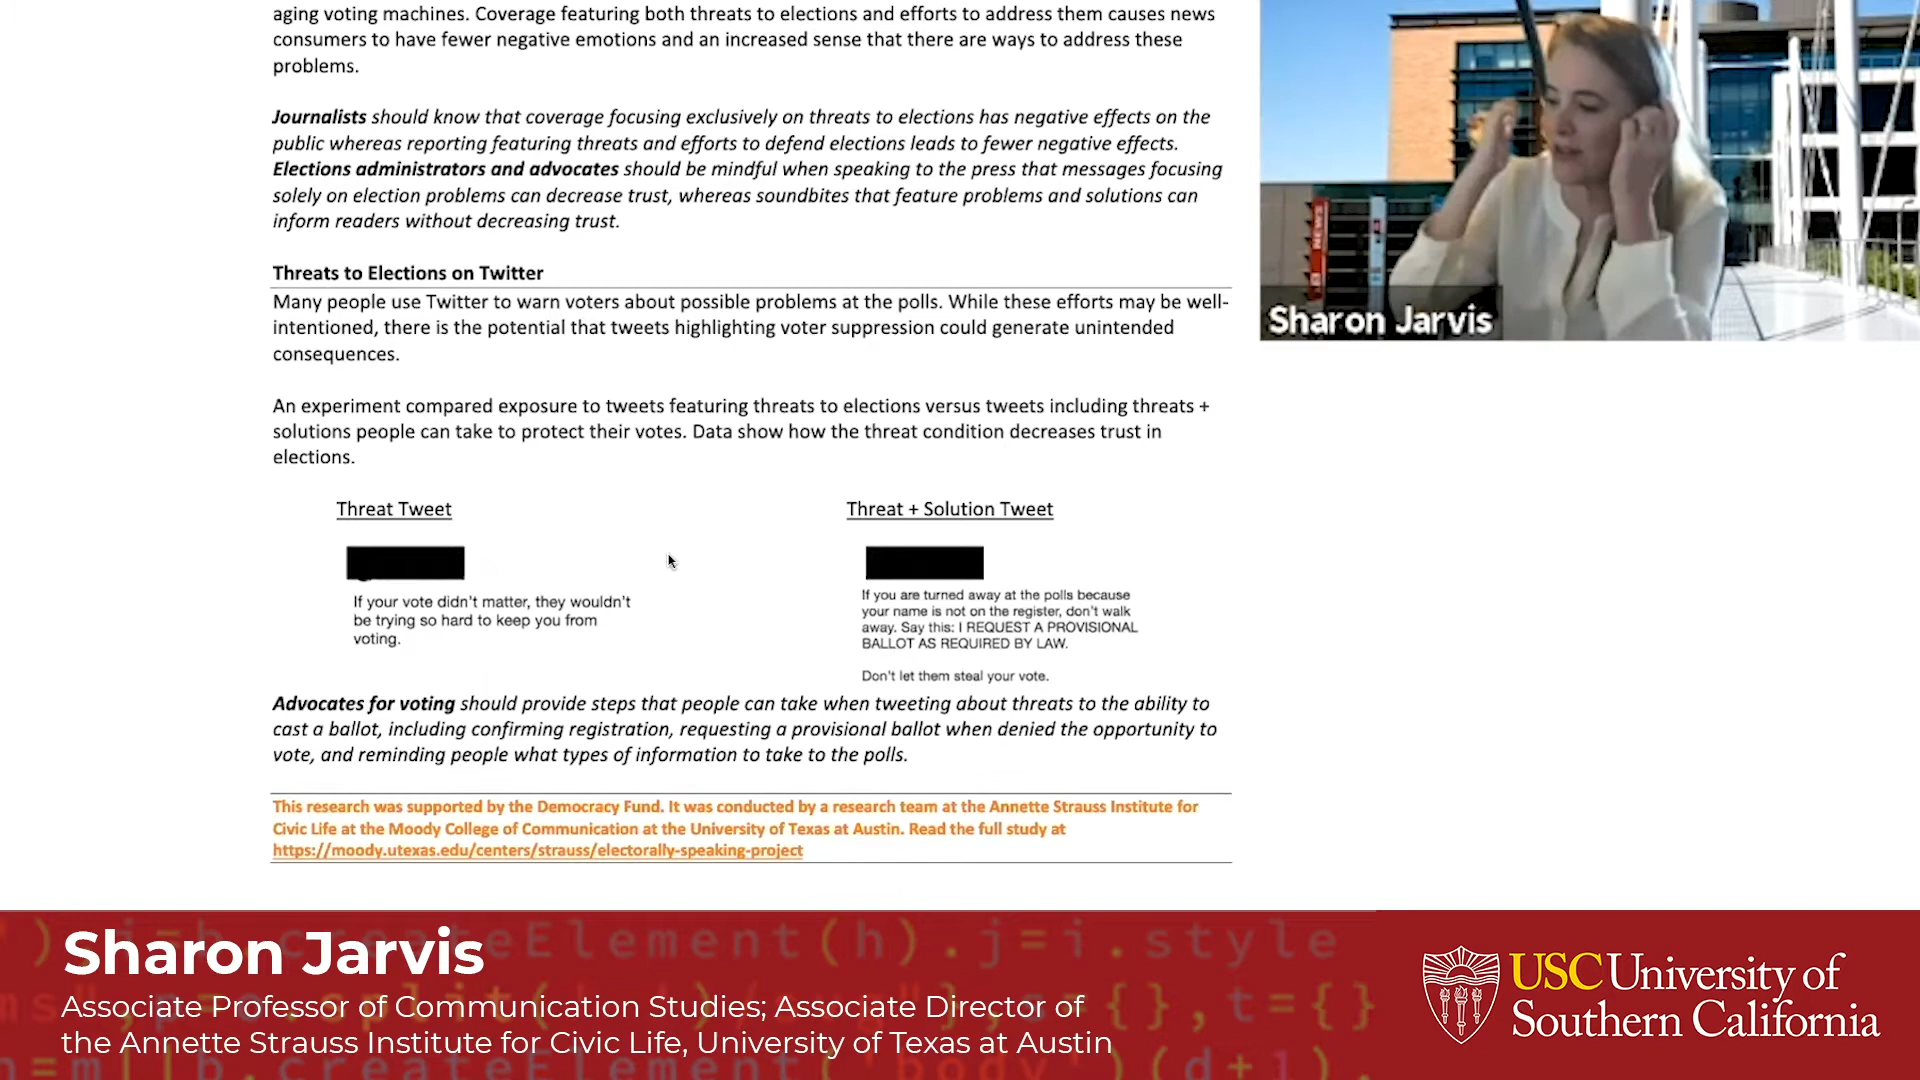 aging voting machines. Coverage featuring both threats to elections and efforts to address them causes news
consumers to have fewer negative emotions and an increased sense that there are ways to address these
problems.
Journalists should know that coverage focusing exclusively on threats to elections has negative effects on the
public whereas reporting featuring threats and efforts to defend elections leads to fewer negative effects.
Elections administrators and advocates should be mindful when speaking to the press that messages focusing
solely on election problems can decrease trust, whereas soundbites that feature problems and solutions can
inform readers without decreasing trust.
Threats to Elections on Twitter
Many people use Twitter to warn voters about possible problems at the polls. While these efforts may be well-
intentioned, there is the potential that tweets highlighting voter suppression could generate unintended
consequences.
An experiment compared exposure to tweets featuring threats to elections versus tweets including threats +
solutions people can take to protect their votes. Data show how the threat condition decreases trust in
elections.
Threat Tweet
If your vote didn't matter, they wouldn't
be trying so hard to keep you from
voting.
Threat + Solution Tweet
If you are turned away at the polls because
your name is not on the register, don't walk
away. Say this: I REQUEST A PROVISIONAL
BALLOT AS REQUIRED BY LAW.
Don't let them steal your vote.
Advocates for voting should provide steps that people can take when tweeting about threats to the ability to
cast a ballot, including confirming registration, requesting a provisional ballot when denied the opportunity to
vote, and reminding people what types of information to take to the polls.
This research was supported by the Democracy Fund. It was conducted by a research team at the Annette Strauss Institute for
Civic Life at the Moody College of Communication at the University of Texas at Austin. Read the full study at
https://moody.utexas.edu/centers/strauss/electorally-speaking-project
NEWS
Sharon Jarvis
Sharon Jarvis
Associate Professor of Communication Studies; Associate Director of
the Annette Strauss Institute for Civic Life, University of Texas at Austin
USC University of
Southern California